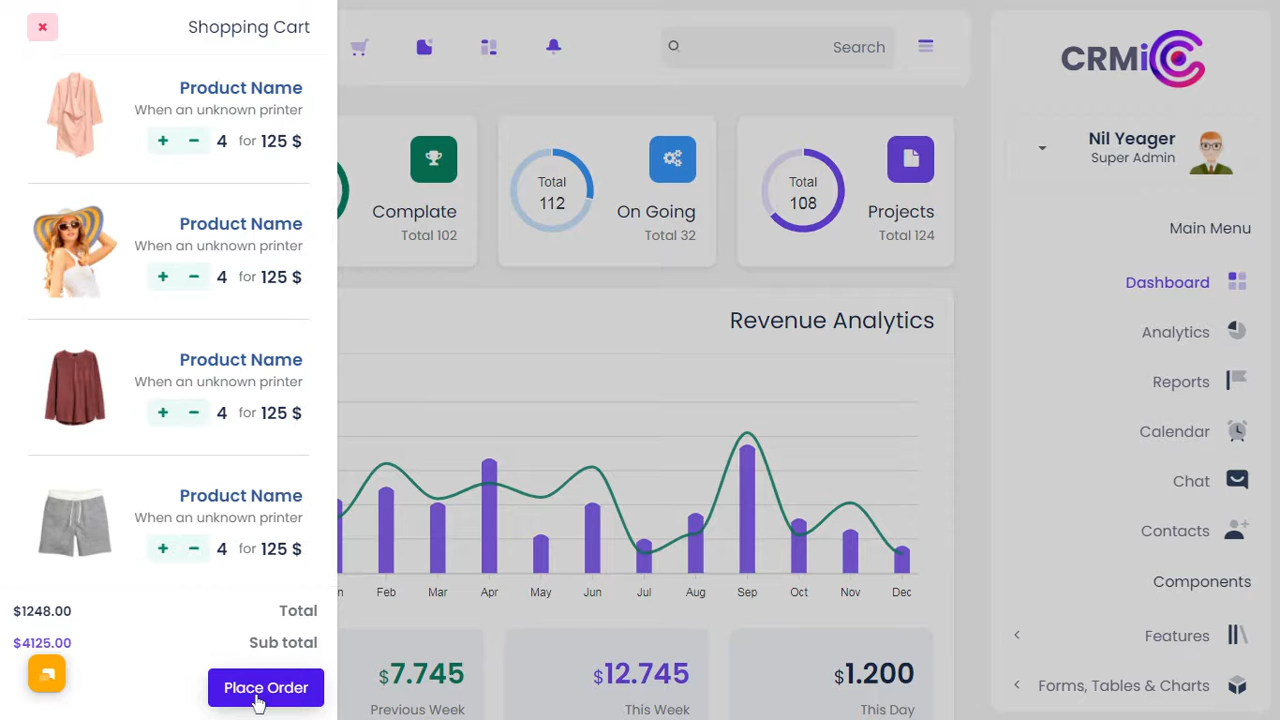 Shopping Cart
Product Name
When an unknown printer
+ − 4 for 125 $
Product Name
When an unknown printer
+ − 4 for 125 $
Product Name
When an unknown printer
+ − 4 for 125 $
Product Name
When an unknown printer
+ − 4 for 125 $
$1248.00 Total
$4125.00 Sub total
Place Order
Search
Complate
Total 102
Total
112
On Going
Total 32
Total
108
Projects
Total 124
Revenue Analytics
Feb Mar Apr May Jun Jul Aug Sep Oct Nov Dec
$7.745
Previous Week
$12.745
This Week
$1.200
This Day
CRMi
Nil Yeager
Super Admin
Main Menu
Dashboard
Analytics
Reports
Calendar
Chat
Contacts
Components
Features
Forms, Tables & Charts